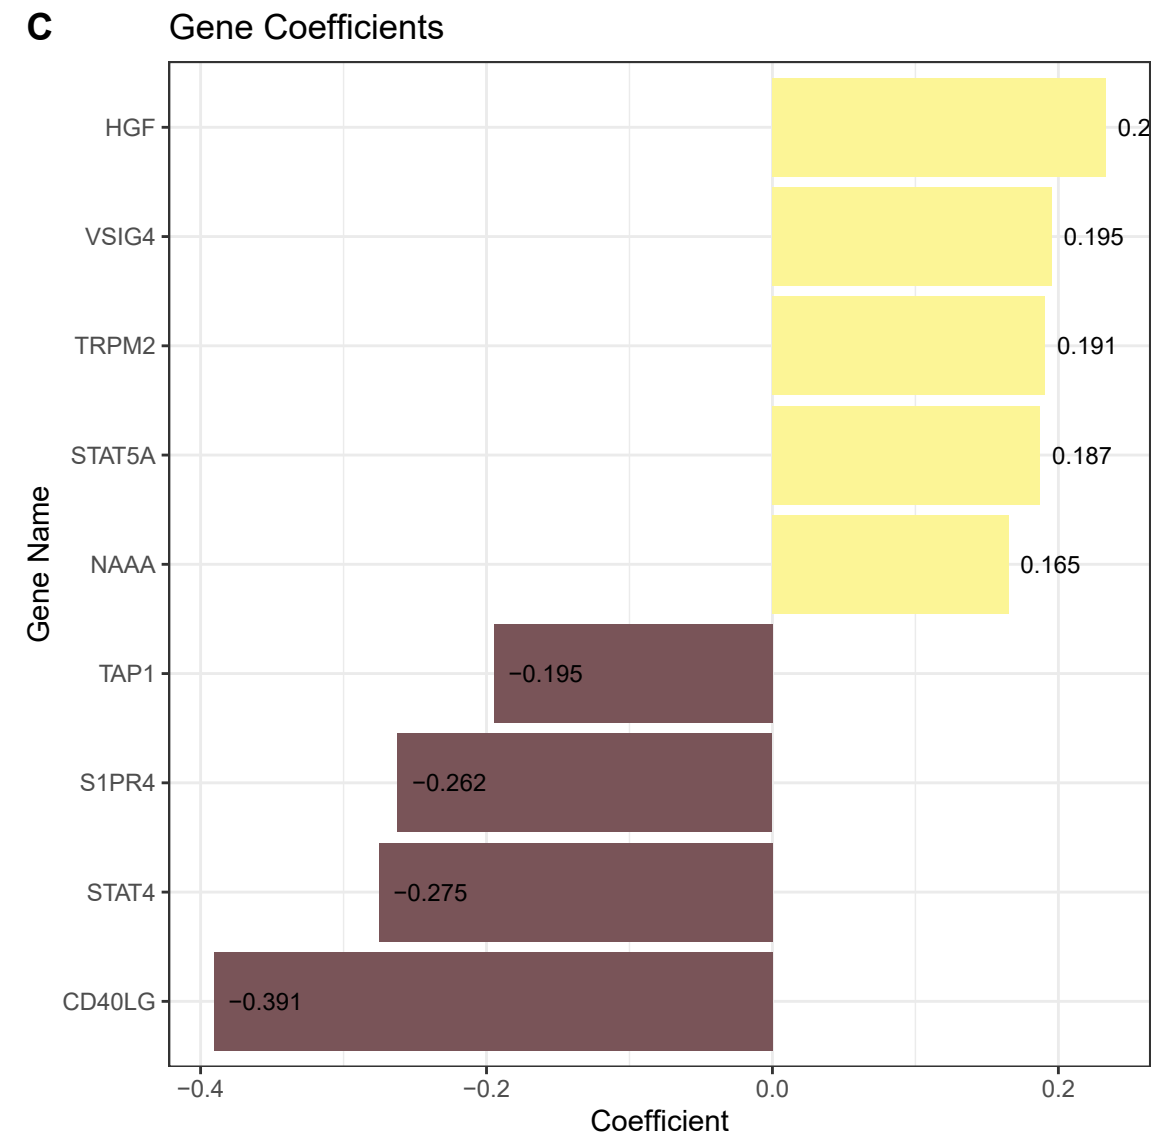 C Gene Coefficients
HGF 0.2
VSIG4 0.195
TRPM2 0.191
STAT5A 0.187
NAAA 0.165
TAP1 −0.195
S1PR4 −0.262
STAT4 −0.275
CD40LG −0.391
Gene Name
−0.4 −0.2 0.0 0.2
Coefficient